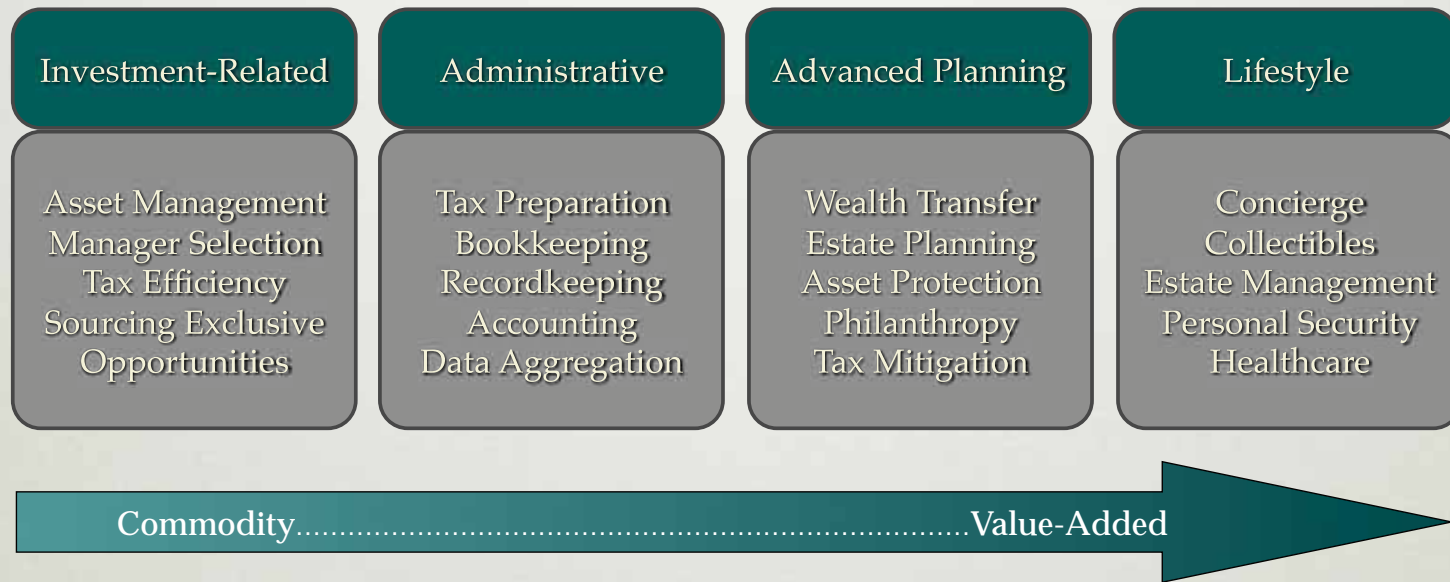 Investment-Related
Asset Management
Manager Selection
Tax Efficiency
Sourcing Exclusive
Opportunities
Administrative
Tax Preparation
Bookkeeping
Recordkeeping
Accounting
Data Aggregation
Advanced Planning
Wealth Transfer
Estate Planning
Asset Protection
Philanthropy
Tax Mitigation
Lifestyle
Concierge
Collectibles
Estate Management
Personal Security
Healthcare
Commodity..............................................................................Value-Added